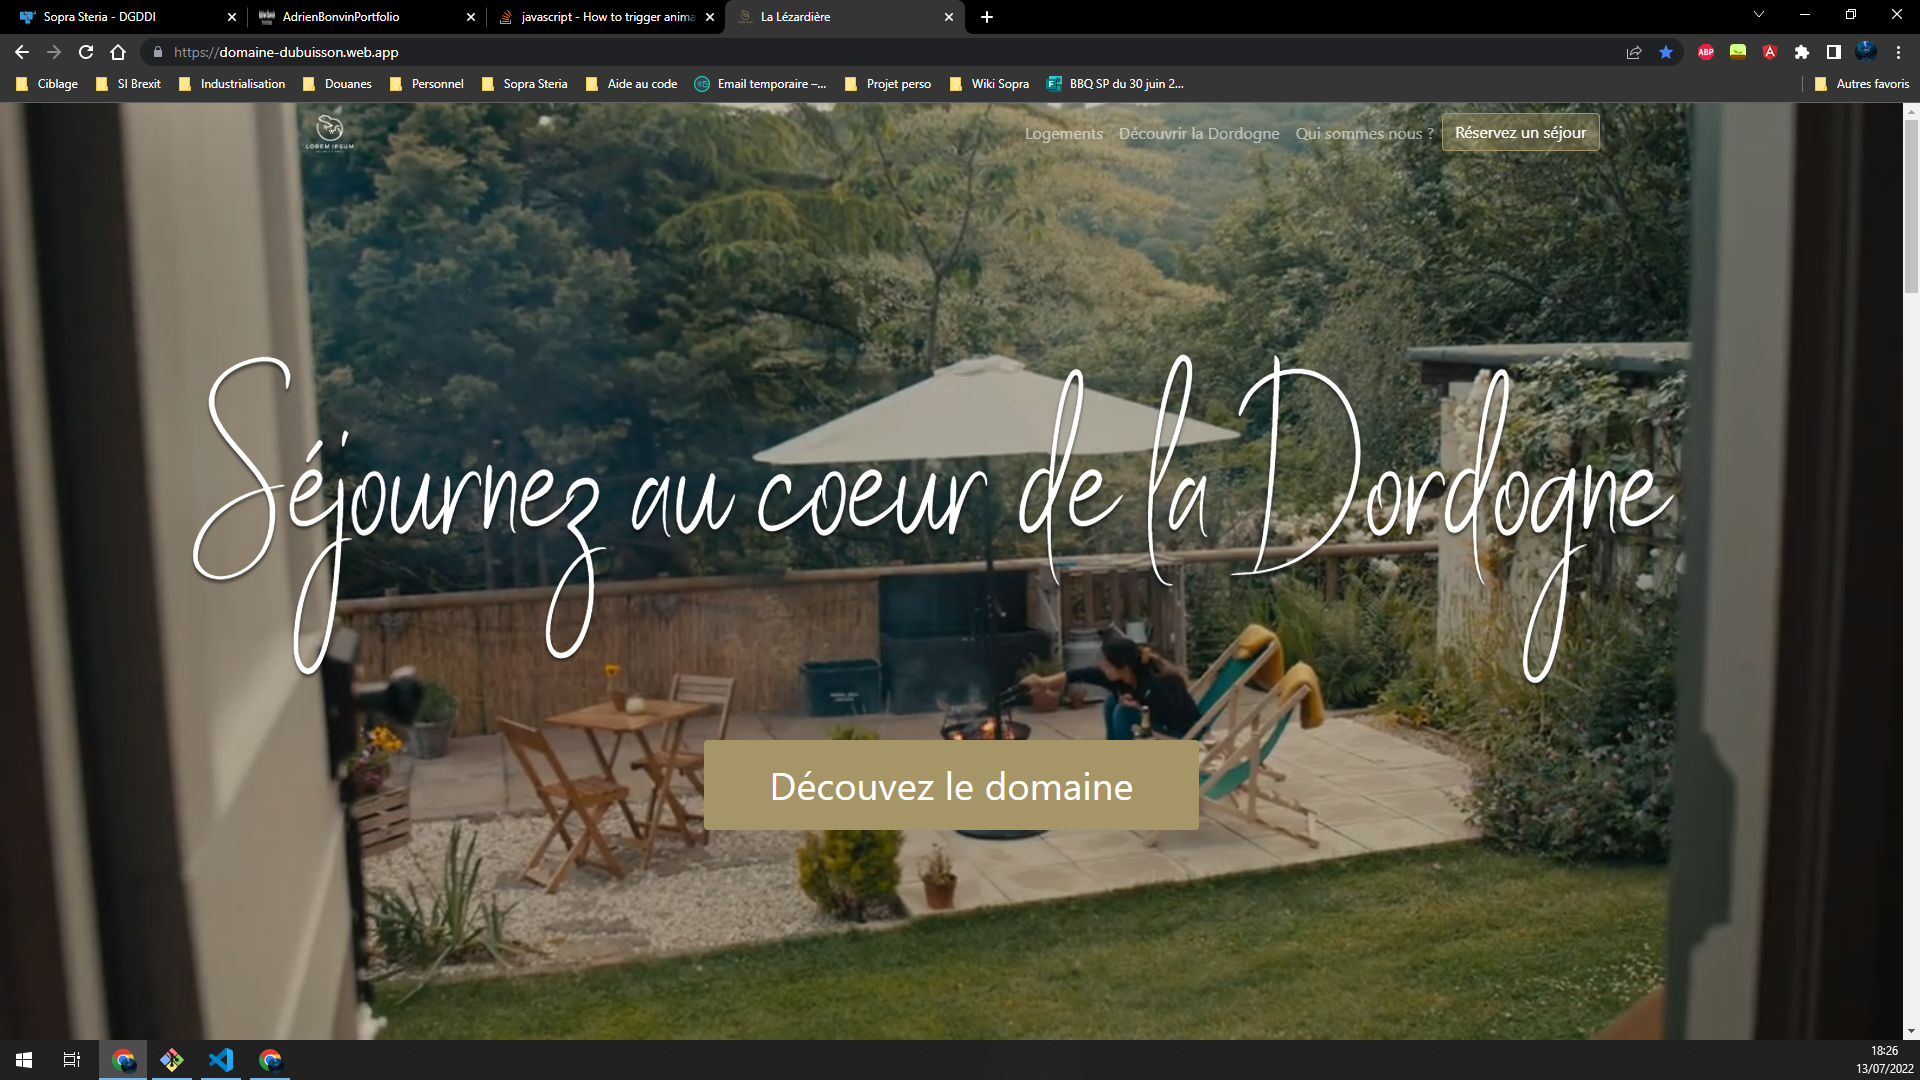 Sopra Steria - DGDDI
AdrienBonvinPortfolio
javascript - How to trigger anima
La Lézardière
https://domaine-dubuisson.web.app
ABP
Ciblage
SI Brexit
Industrialisation
Douanes
Personnel
Sopra Steria
Aide au code
Email temporaire –...
Projet perso
Wiki Sopra
BBQ SP du 30 juin 2...
Autres favoris
LOREM IPSUM
Logements
Découvrir la Dordogne
Qui sommes nous ?
Réservez un séjour
Séjournez au coeur de la Dordogne
Découvez le domaine
18:26
13/07/2022